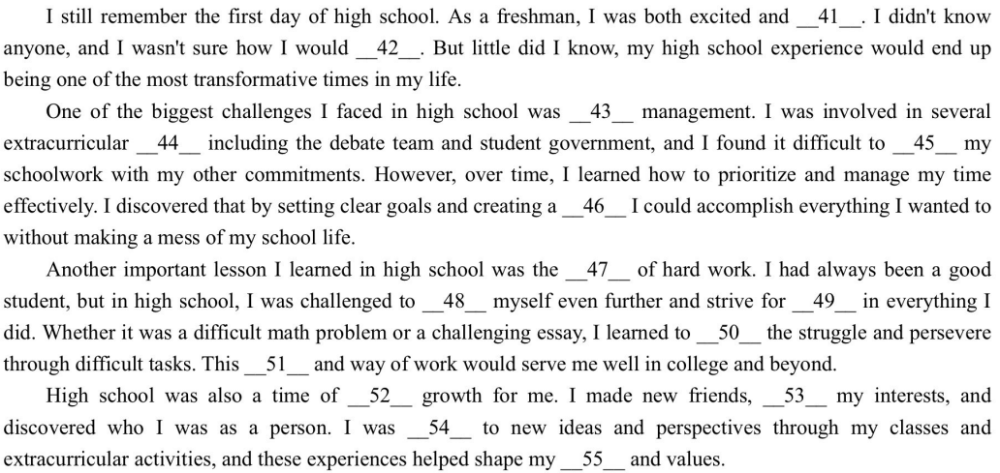 I still remember the first day of high school. As a freshman, I was both excited and __41__. I didn't know
anyone, and I wasn't sure how I would __42__. But little did I know, my high school experience would end up
being one of the most transformative times in my life.
One of the biggest challenges I faced in high school was __43__ management. I was involved in several
extracurricular __44__ including the debate team and student government, and I found it difficult to __45__ my
schoolwork with my other commitments. However, over time, I learned how to prioritize and manage my time
effectively. I discovered that by setting clear goals and creating a __46__ I could accomplish everything I wanted to
without making a mess of my school life.
Another important lesson I learned in high school was the __47__ of hard work. I had always been a good
student, but in high school, I was challenged to __48__ myself even further and strive for __49__ in everything I
did. Whether it was a difficult math problem or a challenging essay, I learned to __50__ the struggle and persevere
through difficult tasks. This __51__ and way of work would serve me well in college and beyond.
High school was also a time of __52__ growth for me. I made new friends, __53__ my interests, and
discovered who I was as a person. I was __54__ to new ideas and perspectives through my classes and
extracurricular activities, and these experiences helped shape my __55__ and values.